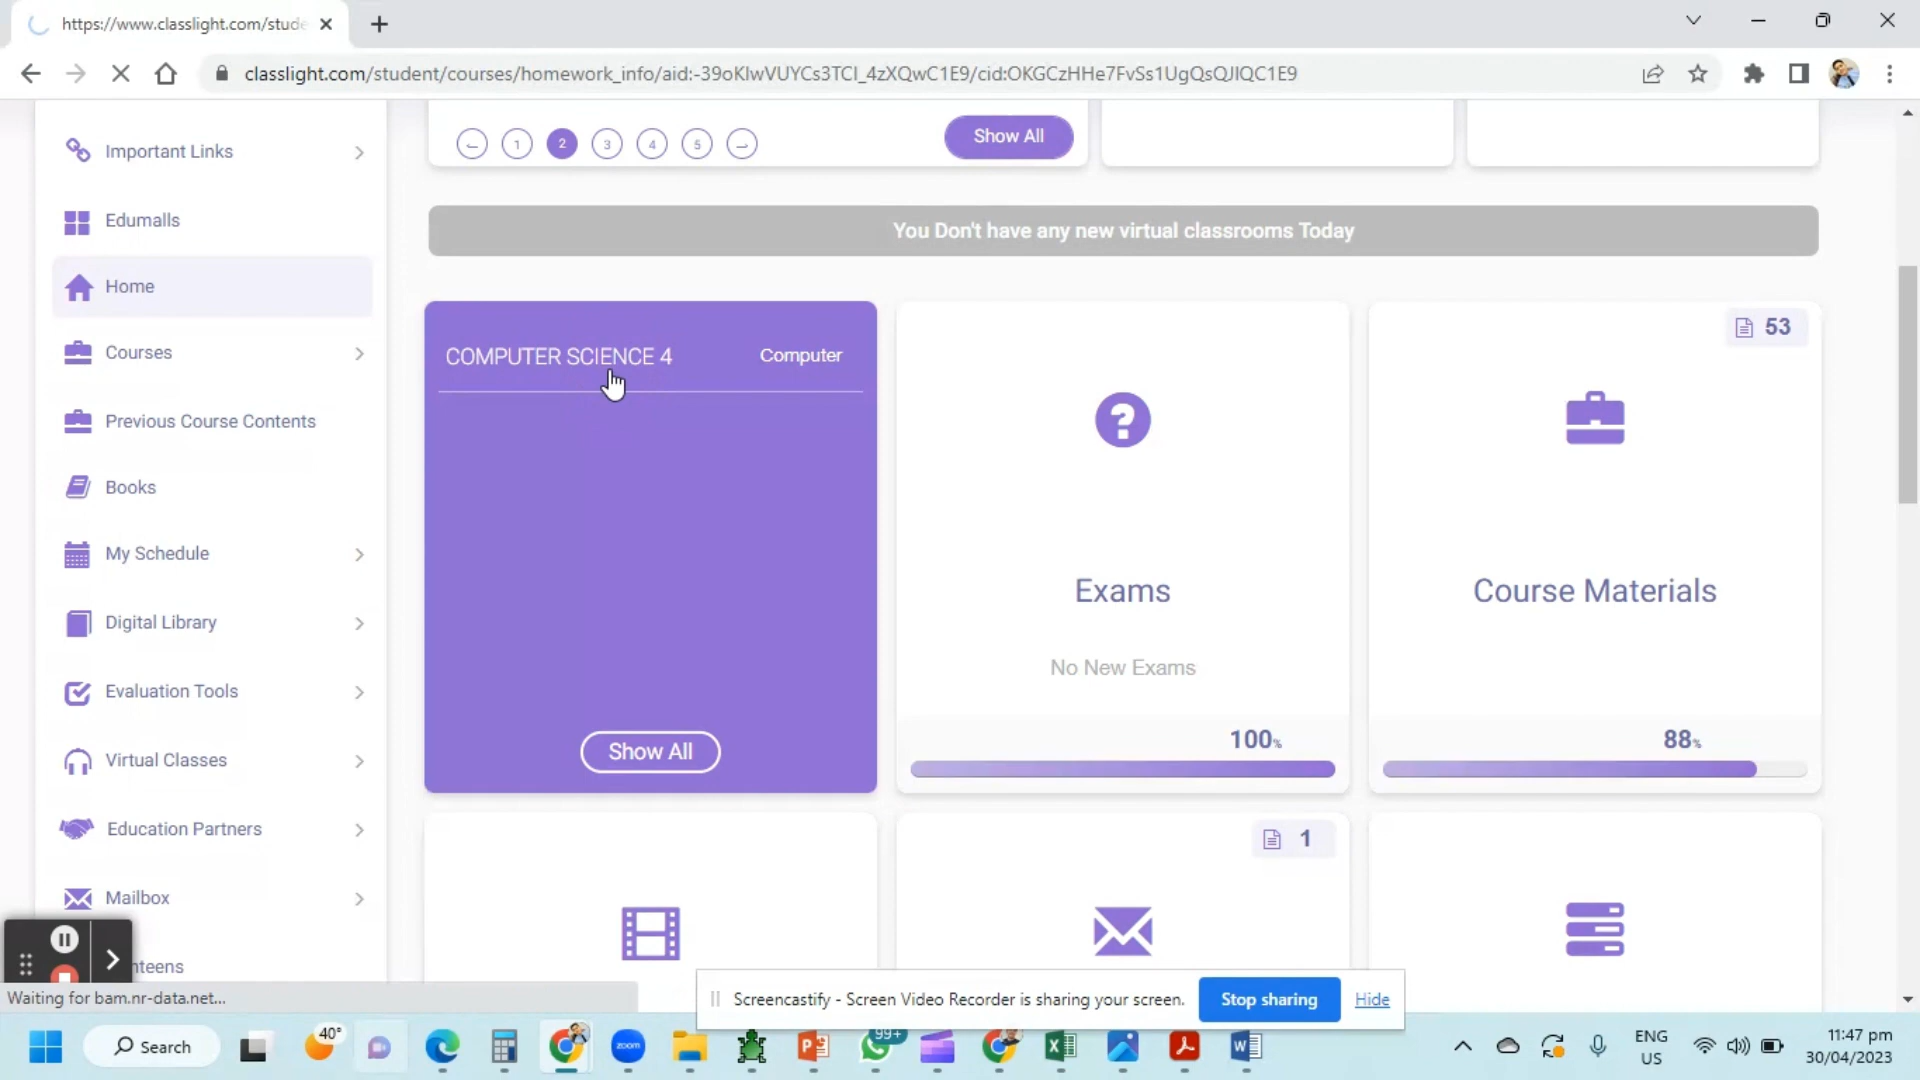 https://www.classlight.com/stude
classlight.com/student/courses/homework_info/aid:-39oKIwVUYCs3TCI_4zXQwC1E9/cid:OKGCzHHe7FvSs1UgQsQJIQC1E9
Important Links
Edumalls
Home
Courses
Previous Course Contents
Books
My Schedule
Digital Library
Evaluation Tools
Virtual Classes
Education Partners
Mailbox
nteens
1 2 3 4 5
Show All
You Don't have any new virtual classrooms Today
COMPUTER SCIENCE 4 Computer
Show All
Exams
No New Exams
100%
53
Course Materials
88%
1
Waiting for bam.nr-data.net...
Screencastify - Screen Video Recorder is sharing your screen. Stop sharing Hide
Search
40°
zoom
99+
ENG
US
11:47 pm
30/04/2023